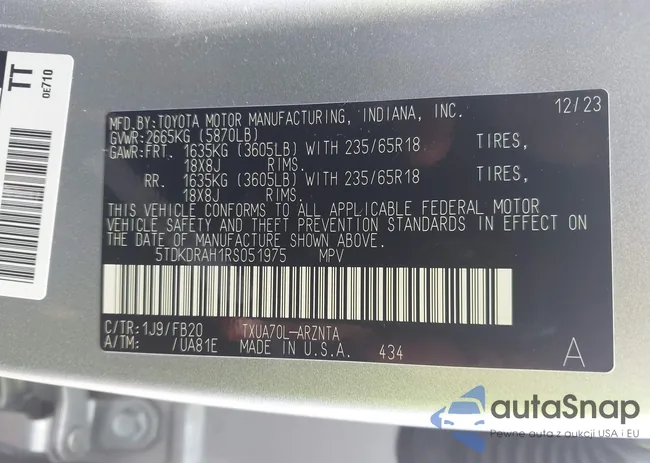 TT
0E710
MFD.BY:TOYOTA MOTOR MANUFACTURING, INDIANA, INC. 12/23
GVWR:2665KG (5870LB)
GAWR:FRT. 1635KG (3605LB) WITH 235/65R18 TIRES,
18X8J RIMS.
RR. 1635KG (3605LB) WITH 235/65R18 TIRES,
18X8J RIMS.
THIS VEHICLE CONFORMS TO ALL APPLICABLE FEDERAL MOTOR
VEHICLE SAFETY AND THEFT PREVENTION STANDARDS IN EFFECT ON
THE DATE OF MANUFACTURE SHOWN ABOVE.
5TDKDRAH1RS051975 MPV
C/TR:1J9/FB20 TXUA70L-ARZNTA
A/TM: /UA81E MADE IN U.S.A. 434 A
autaSnap
Pewne auta z aukcji USA i EU